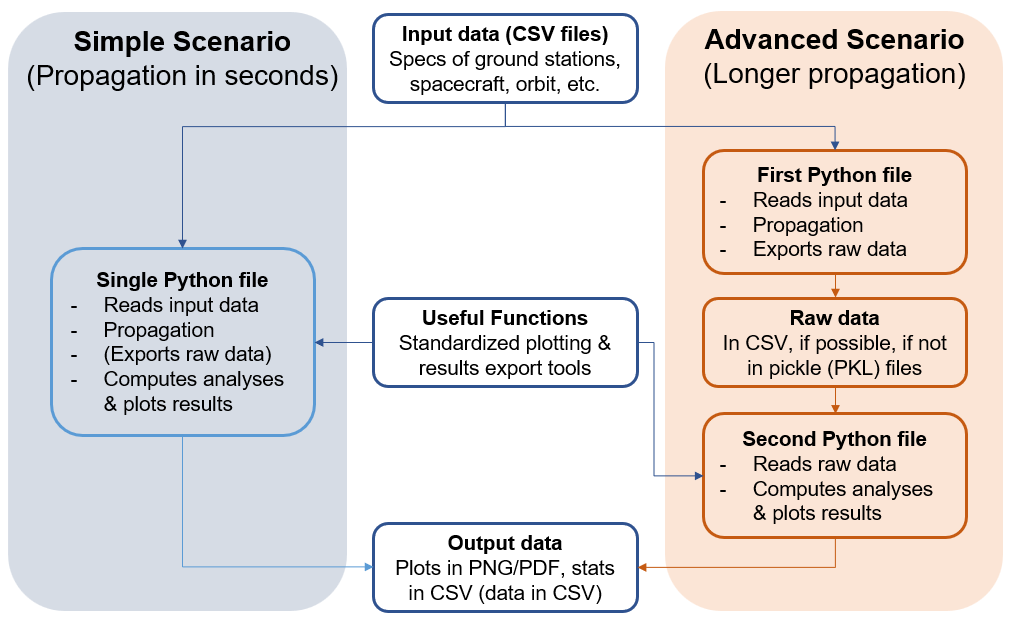 Simple Scenario
(Propagation in seconds)
Input data (CSV files)
Specs of ground stations,
spacecraft, orbit, etc.
Advanced Scenario
(Longer propagation)
First Python file
- Reads input data
- Propagation
- Exports raw data
Single Python file
- Reads input data
- Propagation
- (Exports raw data)
- Computes analyses
& plots results
Useful Functions
Standardized plotting &
results export tools
Raw data
In CSV, if possible, if not
in pickle (PKL) files
Second Python file
- Reads raw data
- Computes analyses
& plots results
Output data
Plots in PNG/PDF, stats
in CSV (data in CSV)